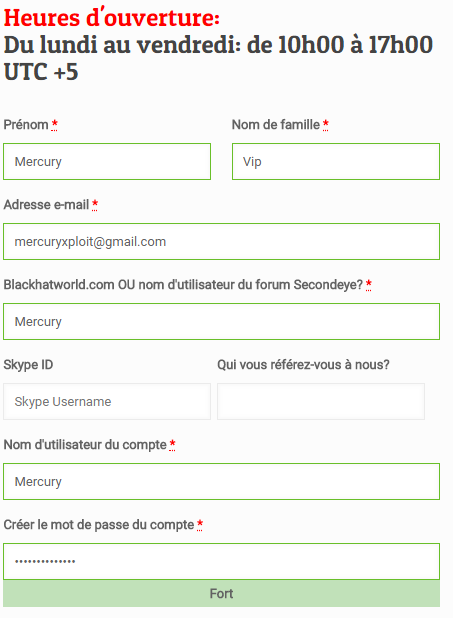 Heures d'ouverture:
Du lundi au vendredi: de 10h00 à 17h00
UTC +5
Prénom * Nom de famille *
Mercury Vip
Adresse e-mail *
mercuryxploit@gmail.com
Blackhatworld.com OU nom d'utilisateur du forum Secondeye? *
Mercury
Skype ID Qui vous référez-vous à nous?
Skype Username
Nom d'utilisateur du compte *
Mercury
Créer le mot de passe du compte *
••••••••••••••
Fort